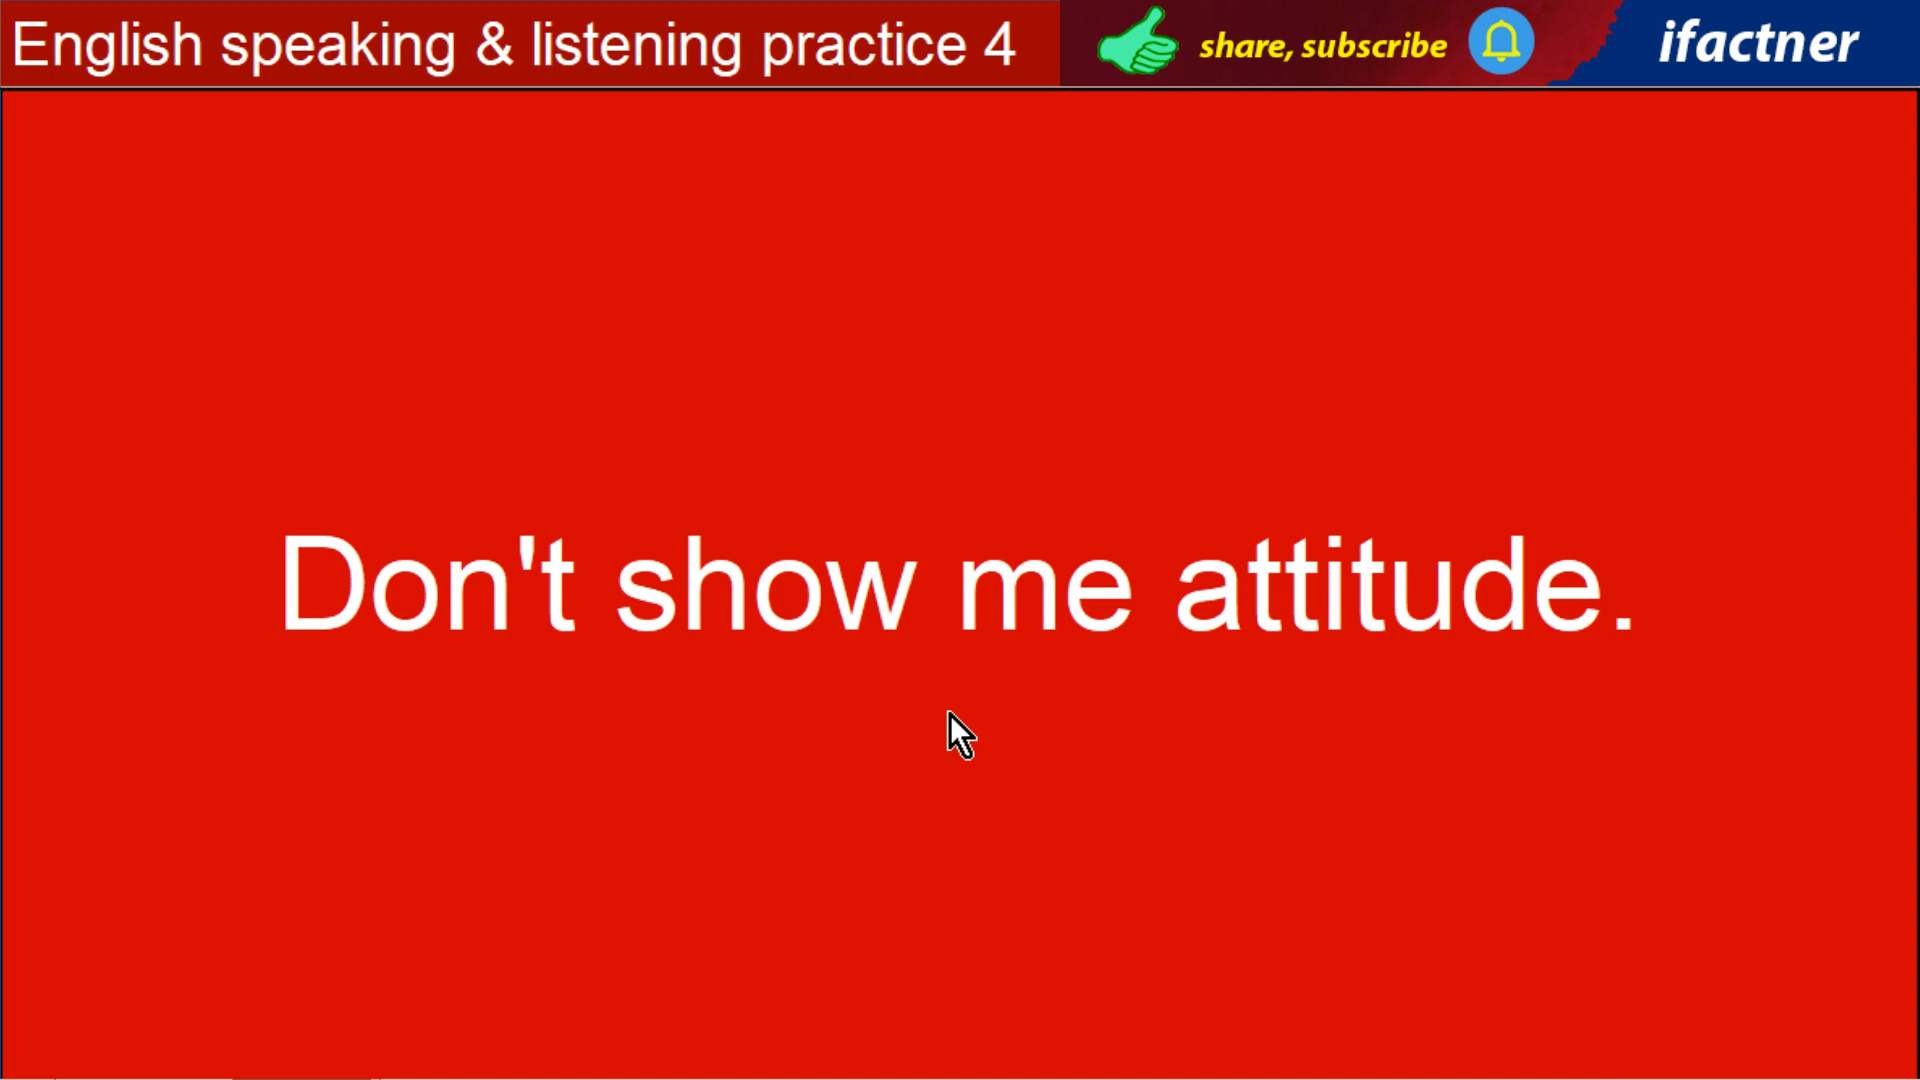 English speaking & listening practice 4
share, subscribe
ifactner
Don't show me attitude.